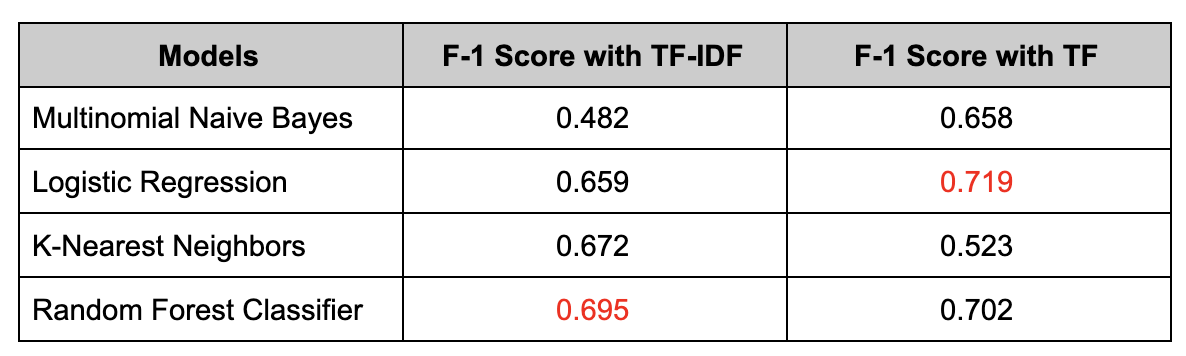 Models F-1 Score with TF-IDF F-1 Score with TF
Multinomial Naive Bayes 0.482 0.658
Logistic Regression 0.659 0.719
K-Nearest Neighbors 0.672 0.523
Random Forest Classifier 0.695 0.702